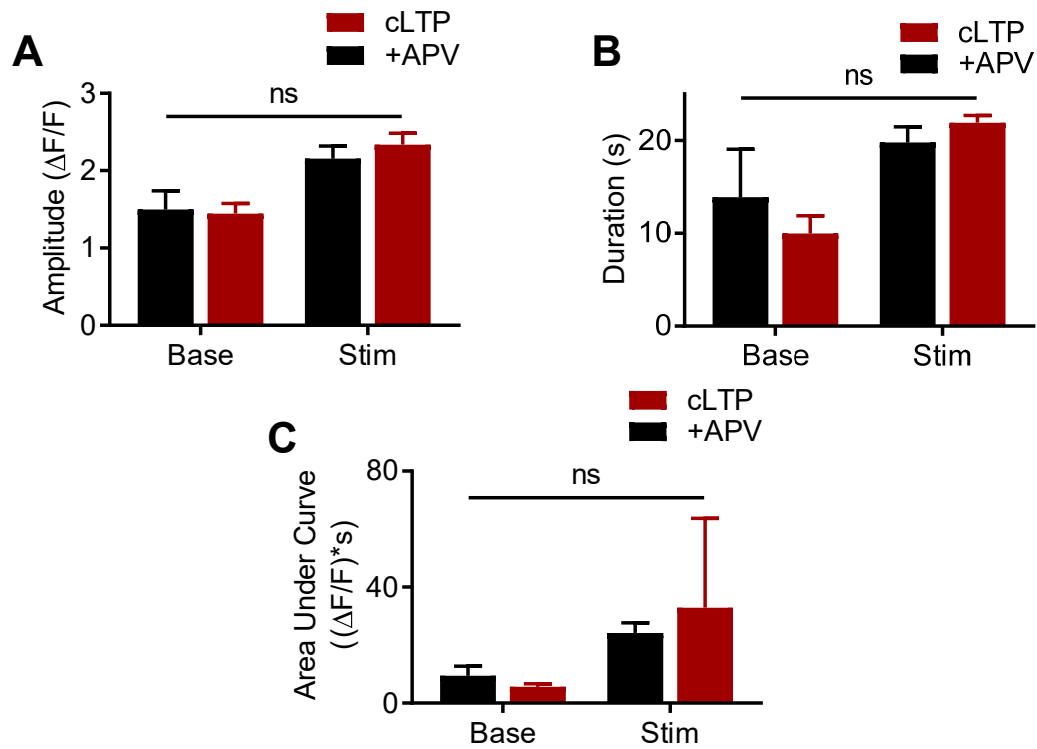 A
cLTP
+APV
ns
Amplitude (ΔF/F)
3
2
1
0
Base Stim
B
cLTP
+APV
ns
Duration (s)
20
10
0
Base Stim
C
cLTP
+APV
ns
Area Under Curve
((ΔF/F)*s)
80
40
0
Base Stim